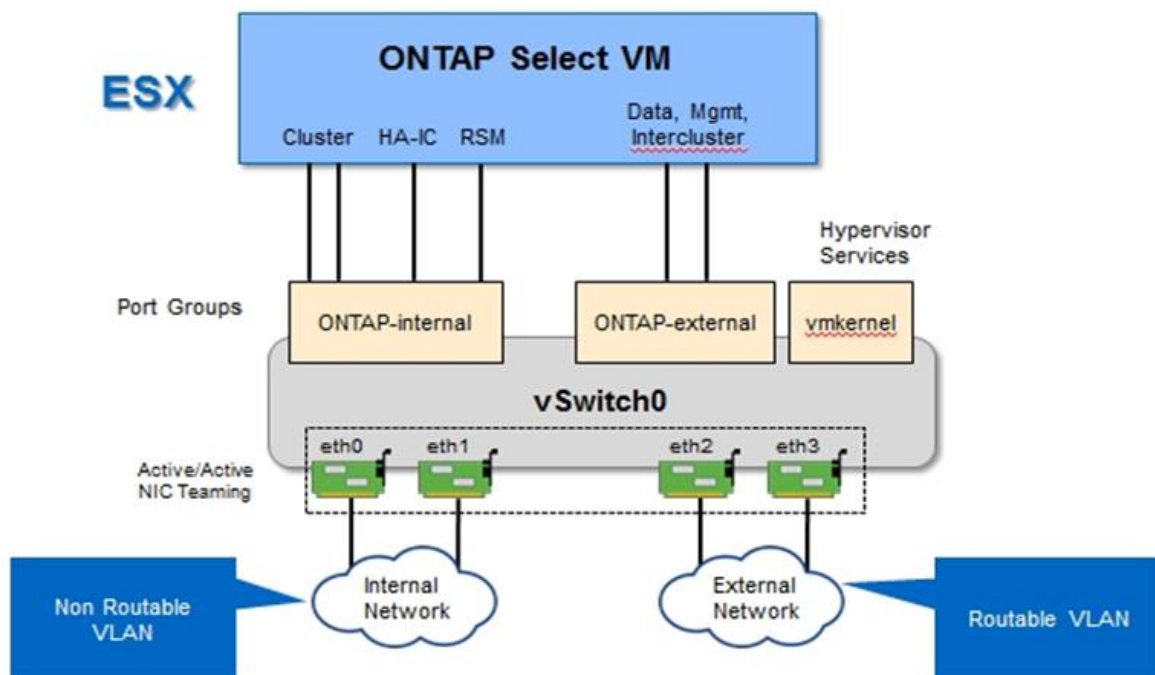 ONTAP Select VM
ESX
Data, Mgmt,
Intercluster
Cluster HA-IC RSM
Hypervisor
Services
Port Groups
ONTAP-internal
ONTAP-external
vmkernel
vSwitch0
eth0 eth1 eth2 eth3
Active/Active
NIC Teaming
Internal
Network
External
Network
Non Routable
VLAN
Routable VLAN